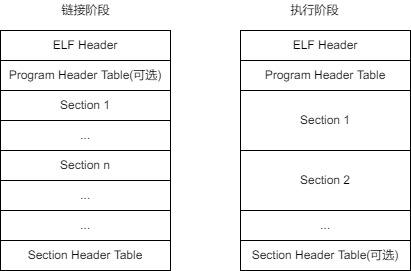 链接阶段
ELF Header
Program Header Table(可选)
Section 1
...
Section n
...
...
Section Header Table
执行阶段
ELF Header
Program Header Table
Section 1
Section 2
...
Section Header Table(可选)